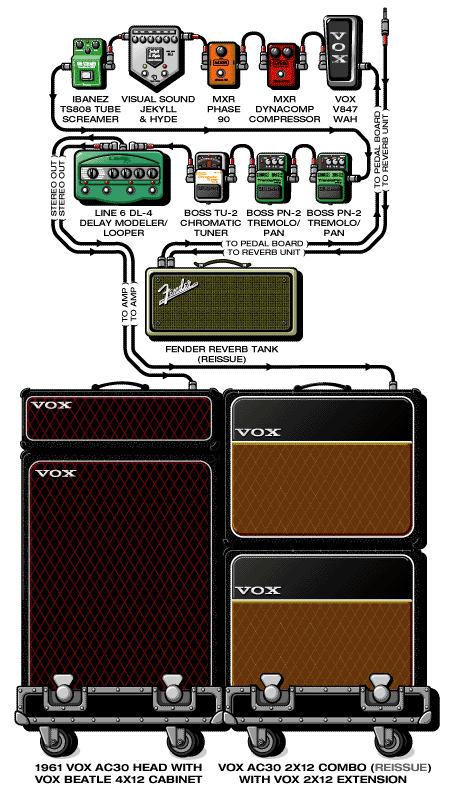 VOX
IBANEZ
TS808 TUBE
SCREAMER
VISUAL SOUND
JEKYLL
& HYDE
MXR
PHASE
90
MXR
DYNACOMP
COMPRESSOR
VOX
V847
WAH
TO PEDAL BOARD
TO REVERB UNIT
STEREO OUT
STEREO OUT
LINE 6 DL-4
DELAY MODELER/
LOOPER
BOSS TU-2
CHROMATIC
TUNER
BOSS PN-2
TREMOLO/
PAN
BOSS PN-2
TREMOLO/
PAN
TO PEDAL BOARD
TO REVERB UNIT
Fender
TO AMP
TO AMP
FENDER REVERB TANK
(REISSUE)
VOX
VOX
VOX
VOX
1961 VOX AC30 HEAD WITH
VOX BEATLE 4X12 CABINET
VOX AC30 2X12 COMBO (REISSUE)
WITH VOX 2X12 EXTENSION